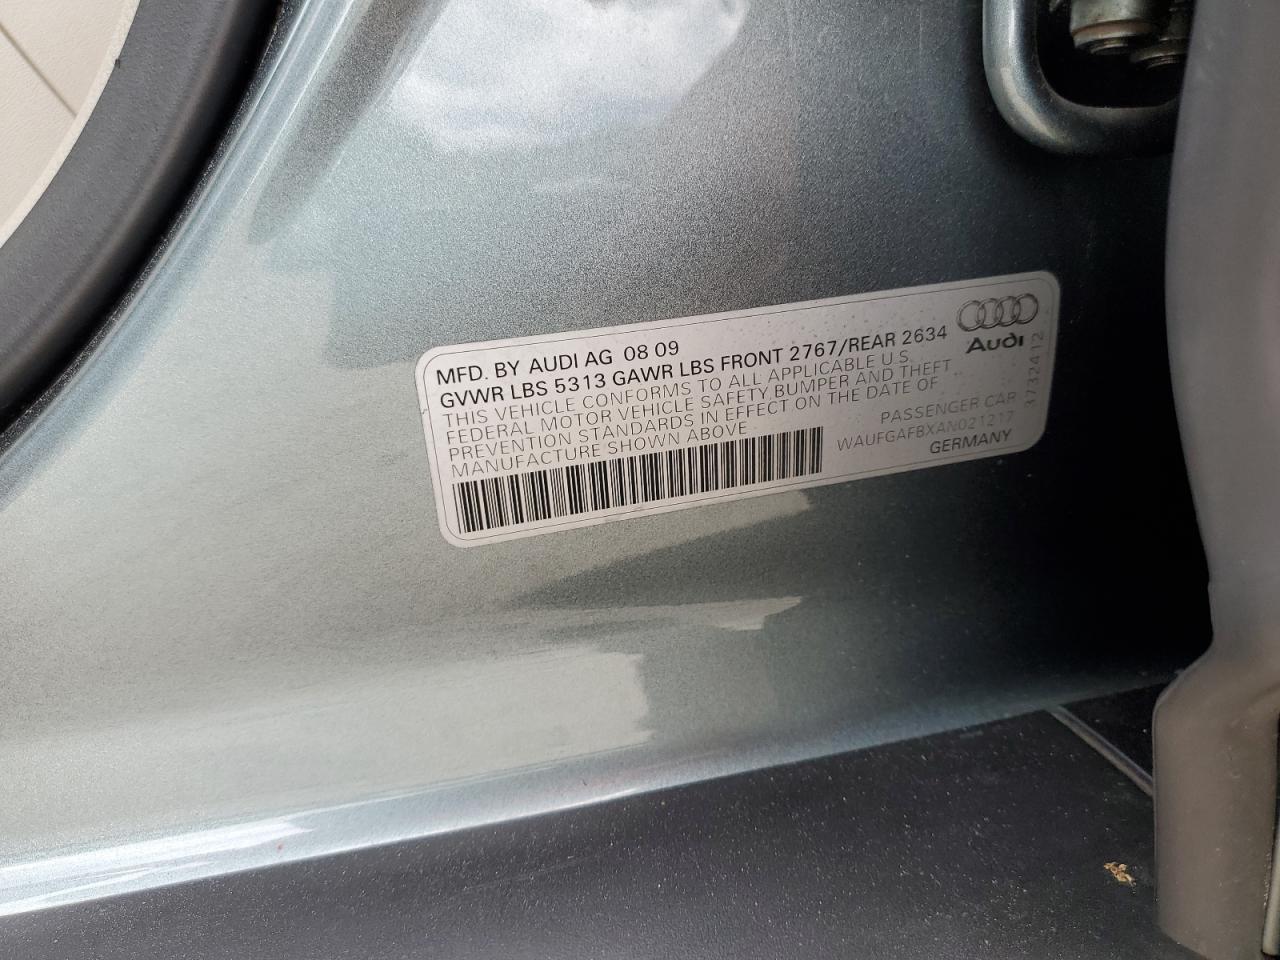 MFD. BY AUDI AG 08 09
GVWR LBS 5313 GAWR LBS FRONT 2767/REAR 2634
THIS VEHICLE CONFORMS TO ALL APPLICABLE U.S.
FEDERAL MOTOR VEHICLE SAFETY, BUMPER AND THEFT
PREVENTION STANDARDS IN EFFECT ON THE DATE OF
MANUFACTURE SHOWN ABOVE
PASSENGER CAR
WAUFGAFBXAN021217
GERMANY
Audi
3732412